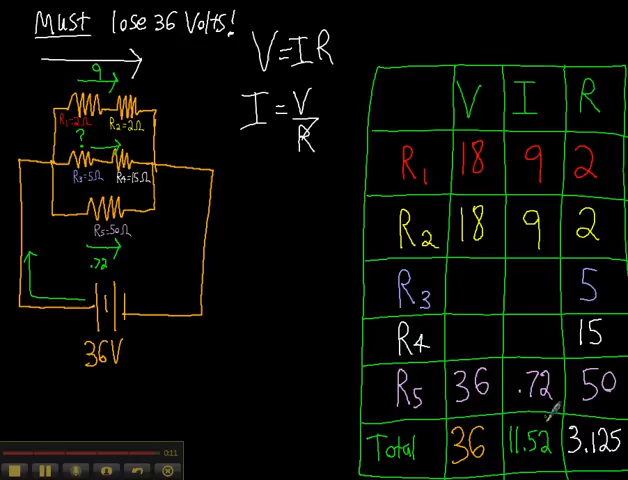 Must lose 36 Volts!
9
R1=2Ω R2=2Ω
?
R3=5Ω R4=15Ω
R5=50Ω
.72
36V
V=IR
I=V/R
V I R
R1 18 9 2
R2 18 9 2
R3 5
R4 15
R5 36 .72 50
Total 36 11.52 3.125
0:11